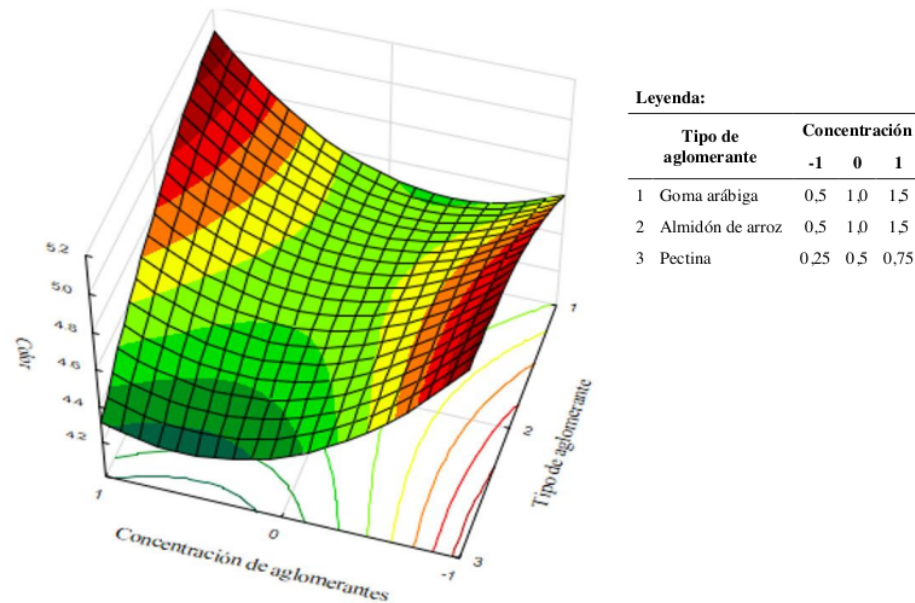 5.2
5.0
4.8
4.6
4.4
4.2
Color
1
0
-1
Concentración de aglomerantes
1
2
3
Tipo de aglomerante
Leyenda:
Tipo de aglomerante Concentración
-1 0 1
1 Goma arábiga 0,5 1,0 1,5
2 Almidón de arroz 0,5 1,0 1,5
3 Pectina 0,25 0,5 0,75